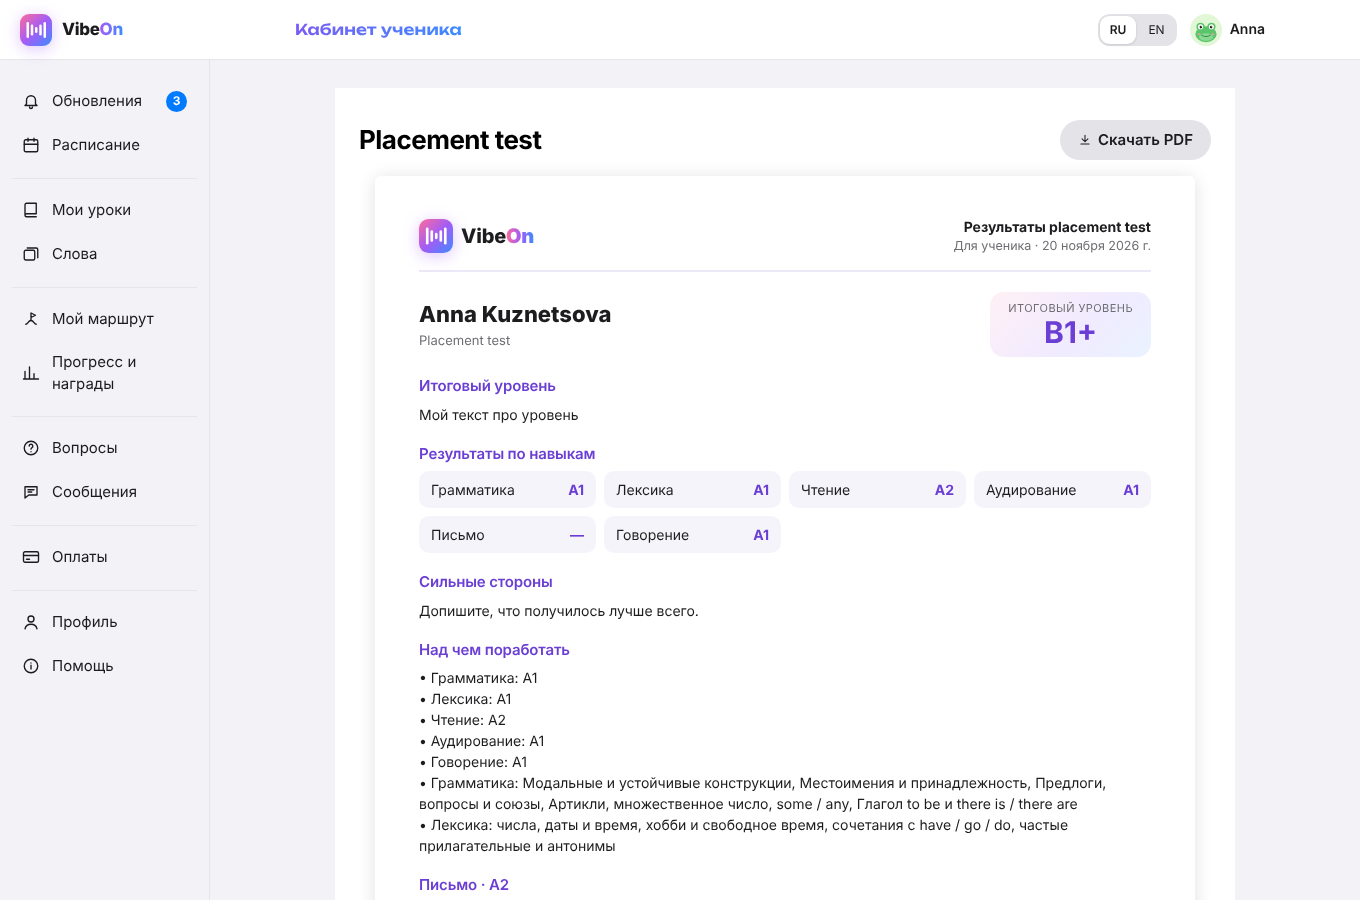 VibeOn
Кабинет ученика
RU EN
Anna
Обновления 3
Расписание
Мои уроки
Слова
Мой маршрут
Прогресс и
награды
Вопросы
Сообщения
Оплаты
Профиль
Помощь
Placement test
Скачать PDF
VibeOn
Результаты placement test
Для ученика · 20 ноября 2026 г.
Anna Kuznetsova
Placement test
ИТОГОВЫЙ УРОВЕНЬ
B1+
Итоговый уровень
Мой текст про уровень
Результаты по навыкам
Грамматика A1 Лексика A1 Чтение A2 Аудирование A1
Письмо — Говорение A1
Сильные стороны
Допишите, что получилось лучше всего.
Над чем поработать
• Грамматика: A1
• Лексика: A1
• Чтение: A2
• Аудирование: A1
• Говорение: A1
• Грамматика: Модальные и устойчивые конструкции, Местоимения и принадлежность, Предлоги,
вопросы и союзы, Артикли, множественное число, some / any, Глагол to be и there is / there are
• Лексика: числа, даты и время, хобби и свободное время, сочетания с have / go / do, частые
прилагательные и антонимы
Письмо · A2